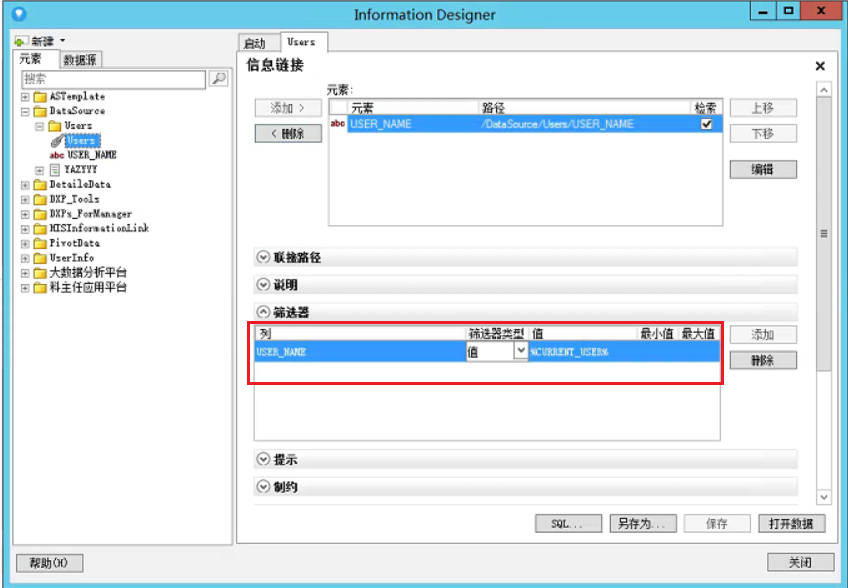 Information Designer
新建
元素 数据源
搜索
ASTemplate
DataSource
Users
Users
USER_NAME
YAZYYY
DetaileData
DXP_Tools
DXPs_ForManager
HISInformationLink
PivotData
UserInfo
大数据分析平台
科主任应用平台
启动 Users
信息链接
元素:
添加 >
< 删除
元素 路径 检索
abc USER_NAME /DataSource/Users/USER_NAME
上移
下移
编辑
联接路径
说明
筛选器
列 筛选器类型 值 最小值 最大值
USER_NAME 值 %CURRENT_USER%
添加
删除
提示
制约
SQL... 另存为... 保存 打开数据
帮助(H) 关闭